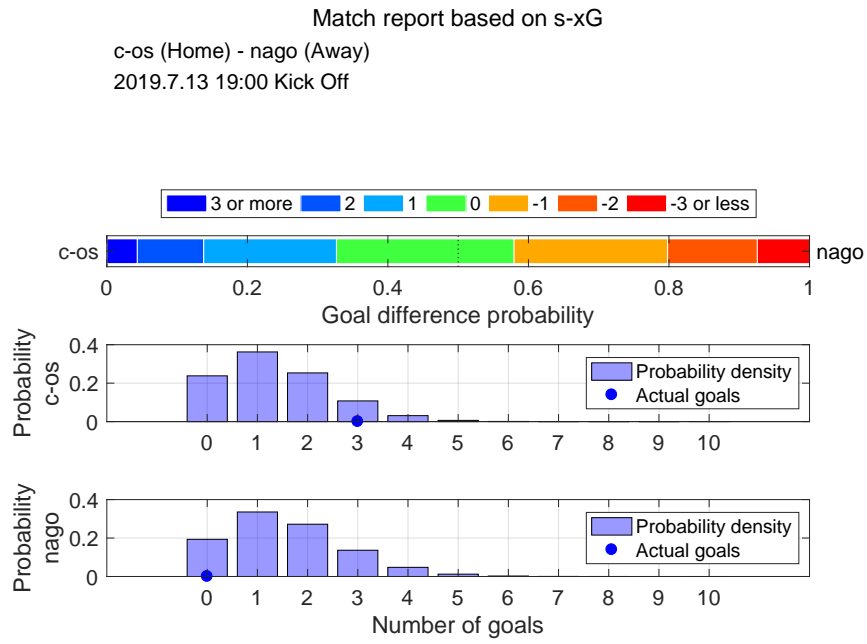 Match report based on s-xG
c-os (Home) - nago (Away)
2019.7.13 19:00 Kick Off
3 or more 2 1 0 -1 -2 -3 or less
c-os nago
0 0.2 0.4 0.6 0.8 1
Goal difference probability
Probability
c-os
0.4
0.2
0
Probability density
Actual goals
0 1 2 3 4 5 6 7 8 9 10
Probability
nago
0.4
0.2
0
Probability density
Actual goals
0 1 2 3 4 5 6 7 8 9 10
Number of goals